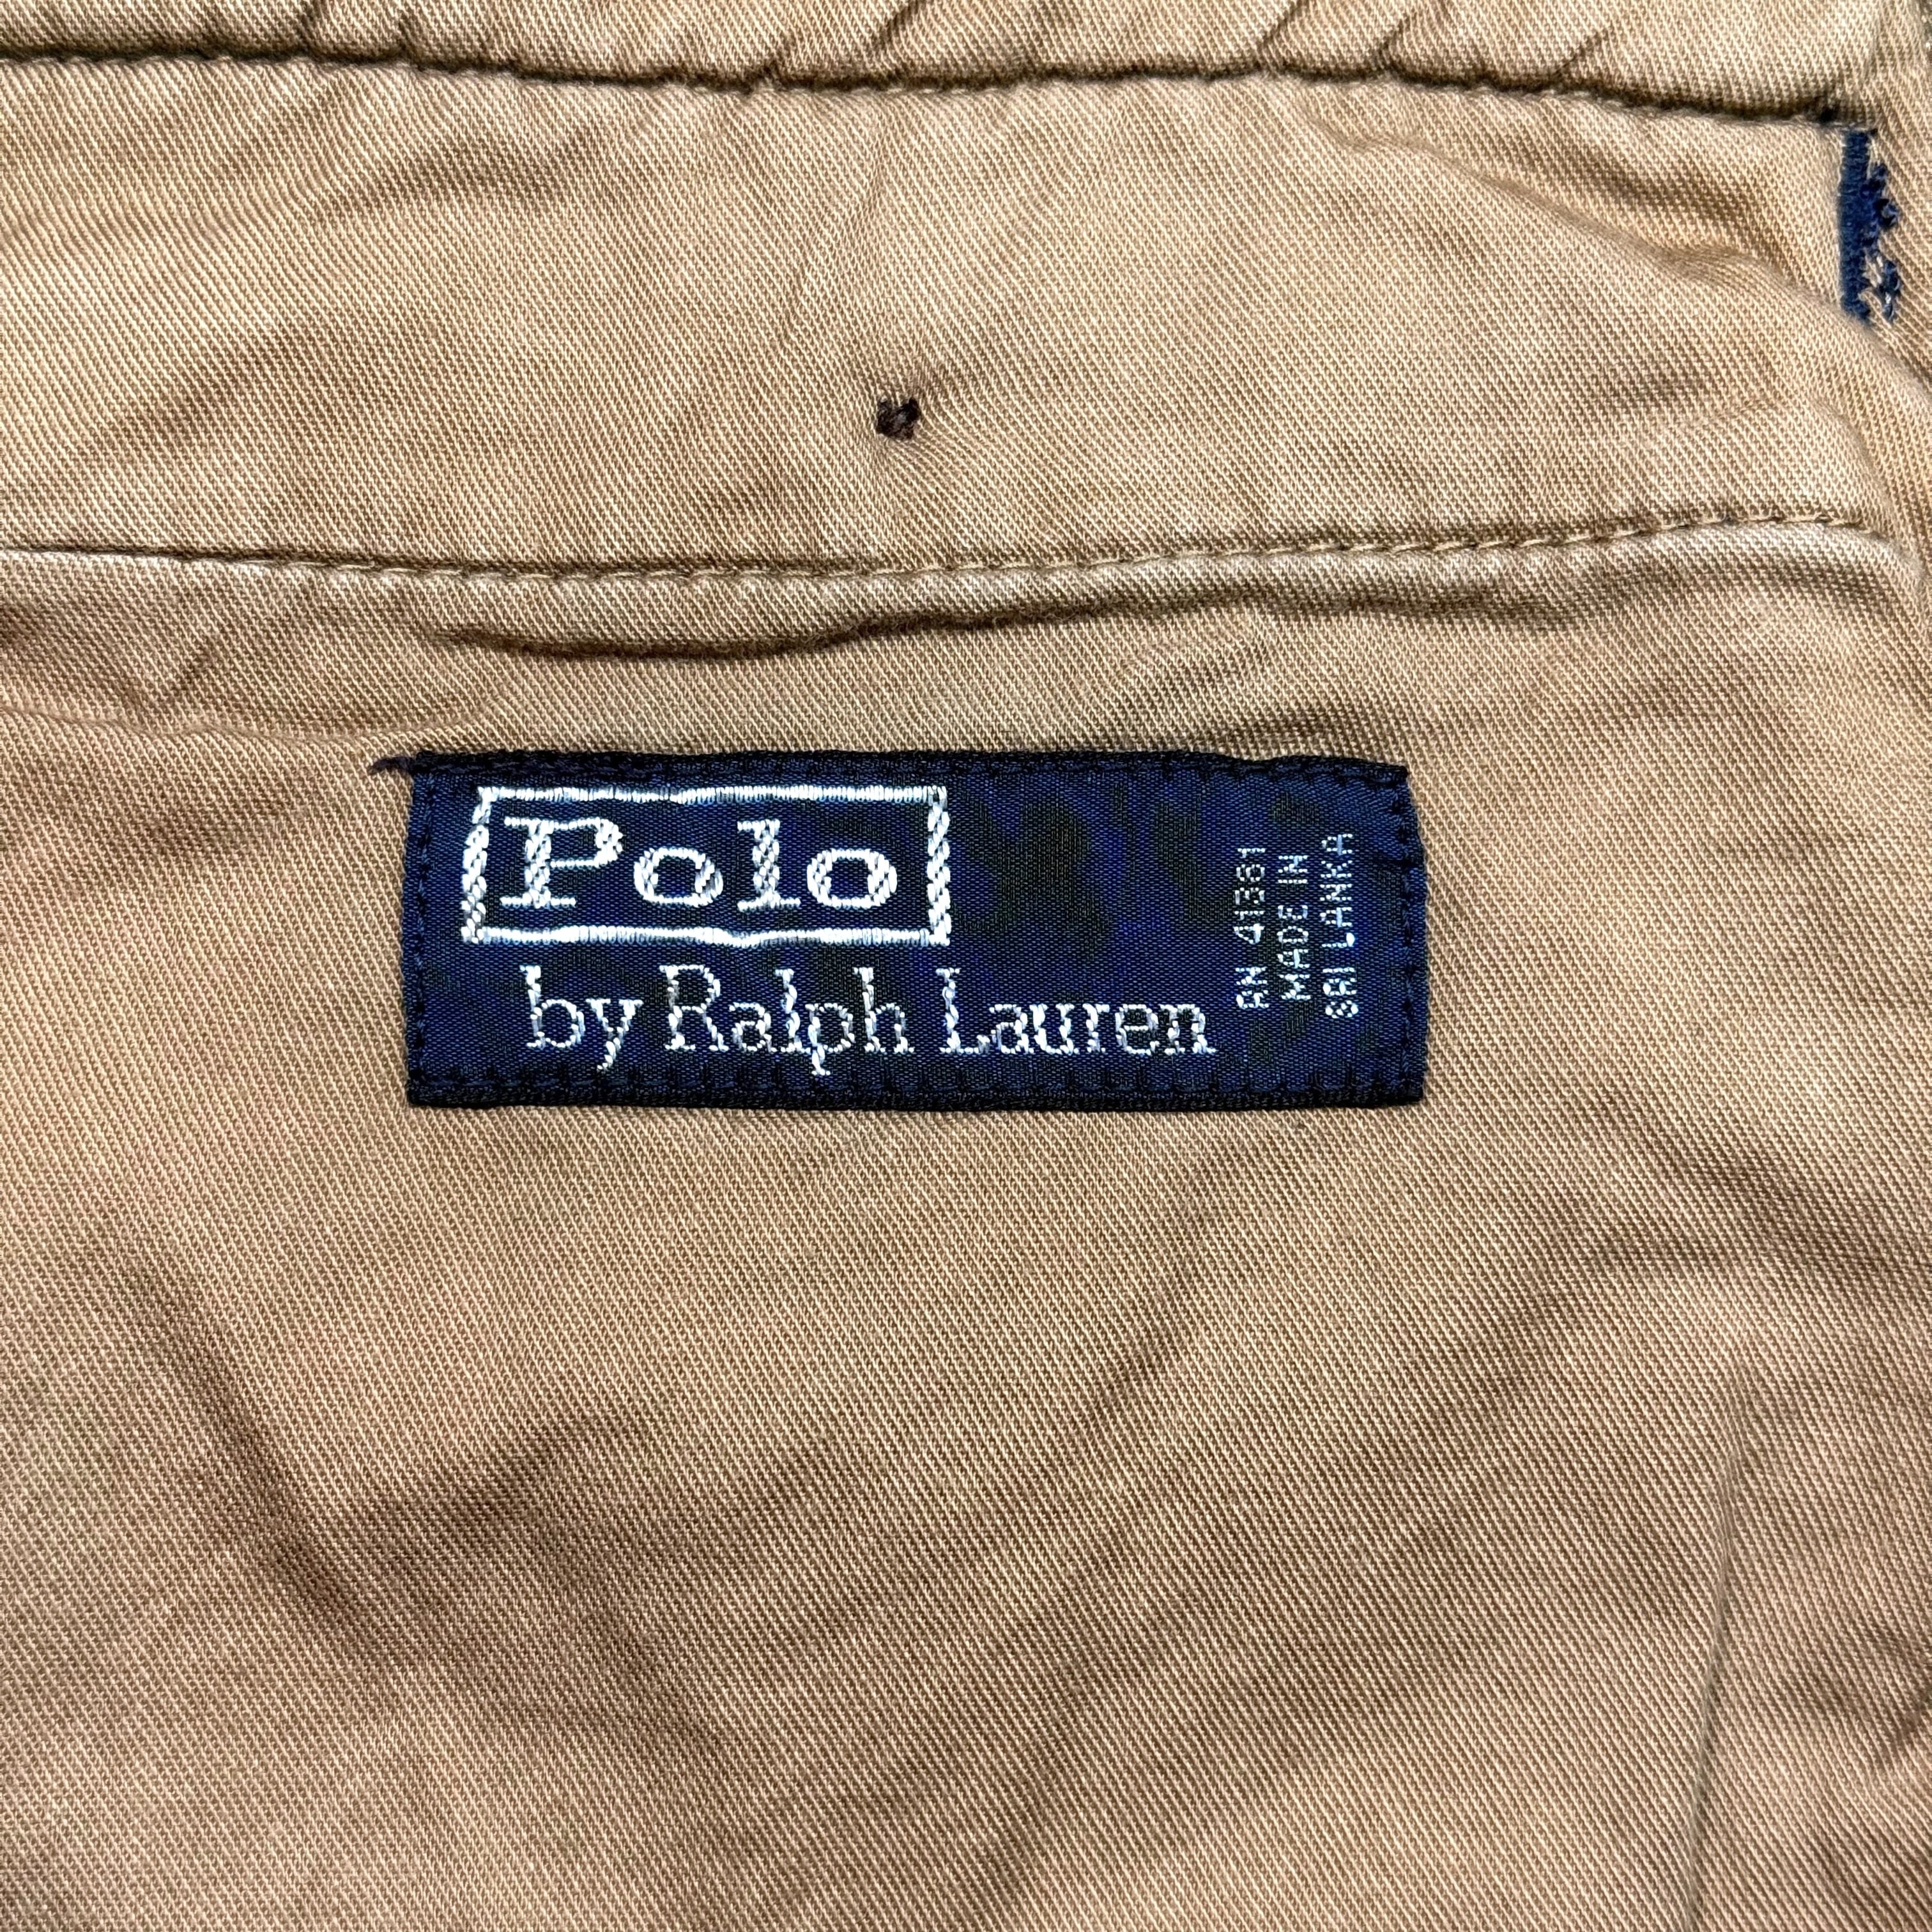 Polo
by Ralph Lauren
RN 41381
MADE IN
SRI LANKA